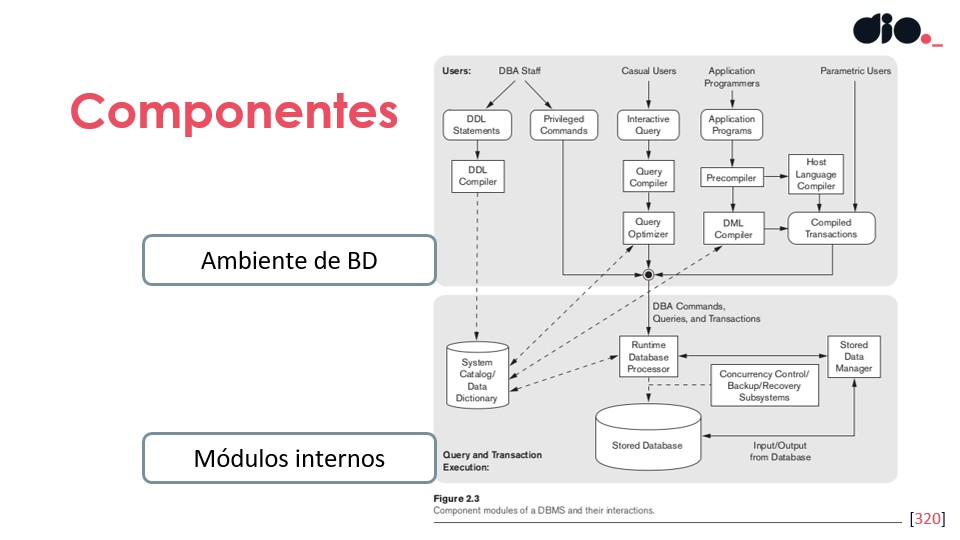 dio._
Componentes
Ambiente de BD
Módulos internos
Users:
DBA Staff
Casual Users
Application
Programmers
Parametric Users
DDL
Statements
Privileged
Commands
Interactive
Query
Application
Programs
DDL
Compiler
Query
Compiler
Precompiler
Host
Language
Compiler
Query
Optimizer
DML
Compiler
Compiled
Transactions
DBA Commands,
Queries, and Transactions
System
Catalog/
Data
Dictionary
Runtime
Database
Processor
Stored
Data
Manager
Concurrency Control/
Backup/Recovery
Subsystems
Stored Database
Input/Output
from Database
Query and Transaction
Execution:
Figure 2.3
Component modules of a DBMS and their interactions.
[320]